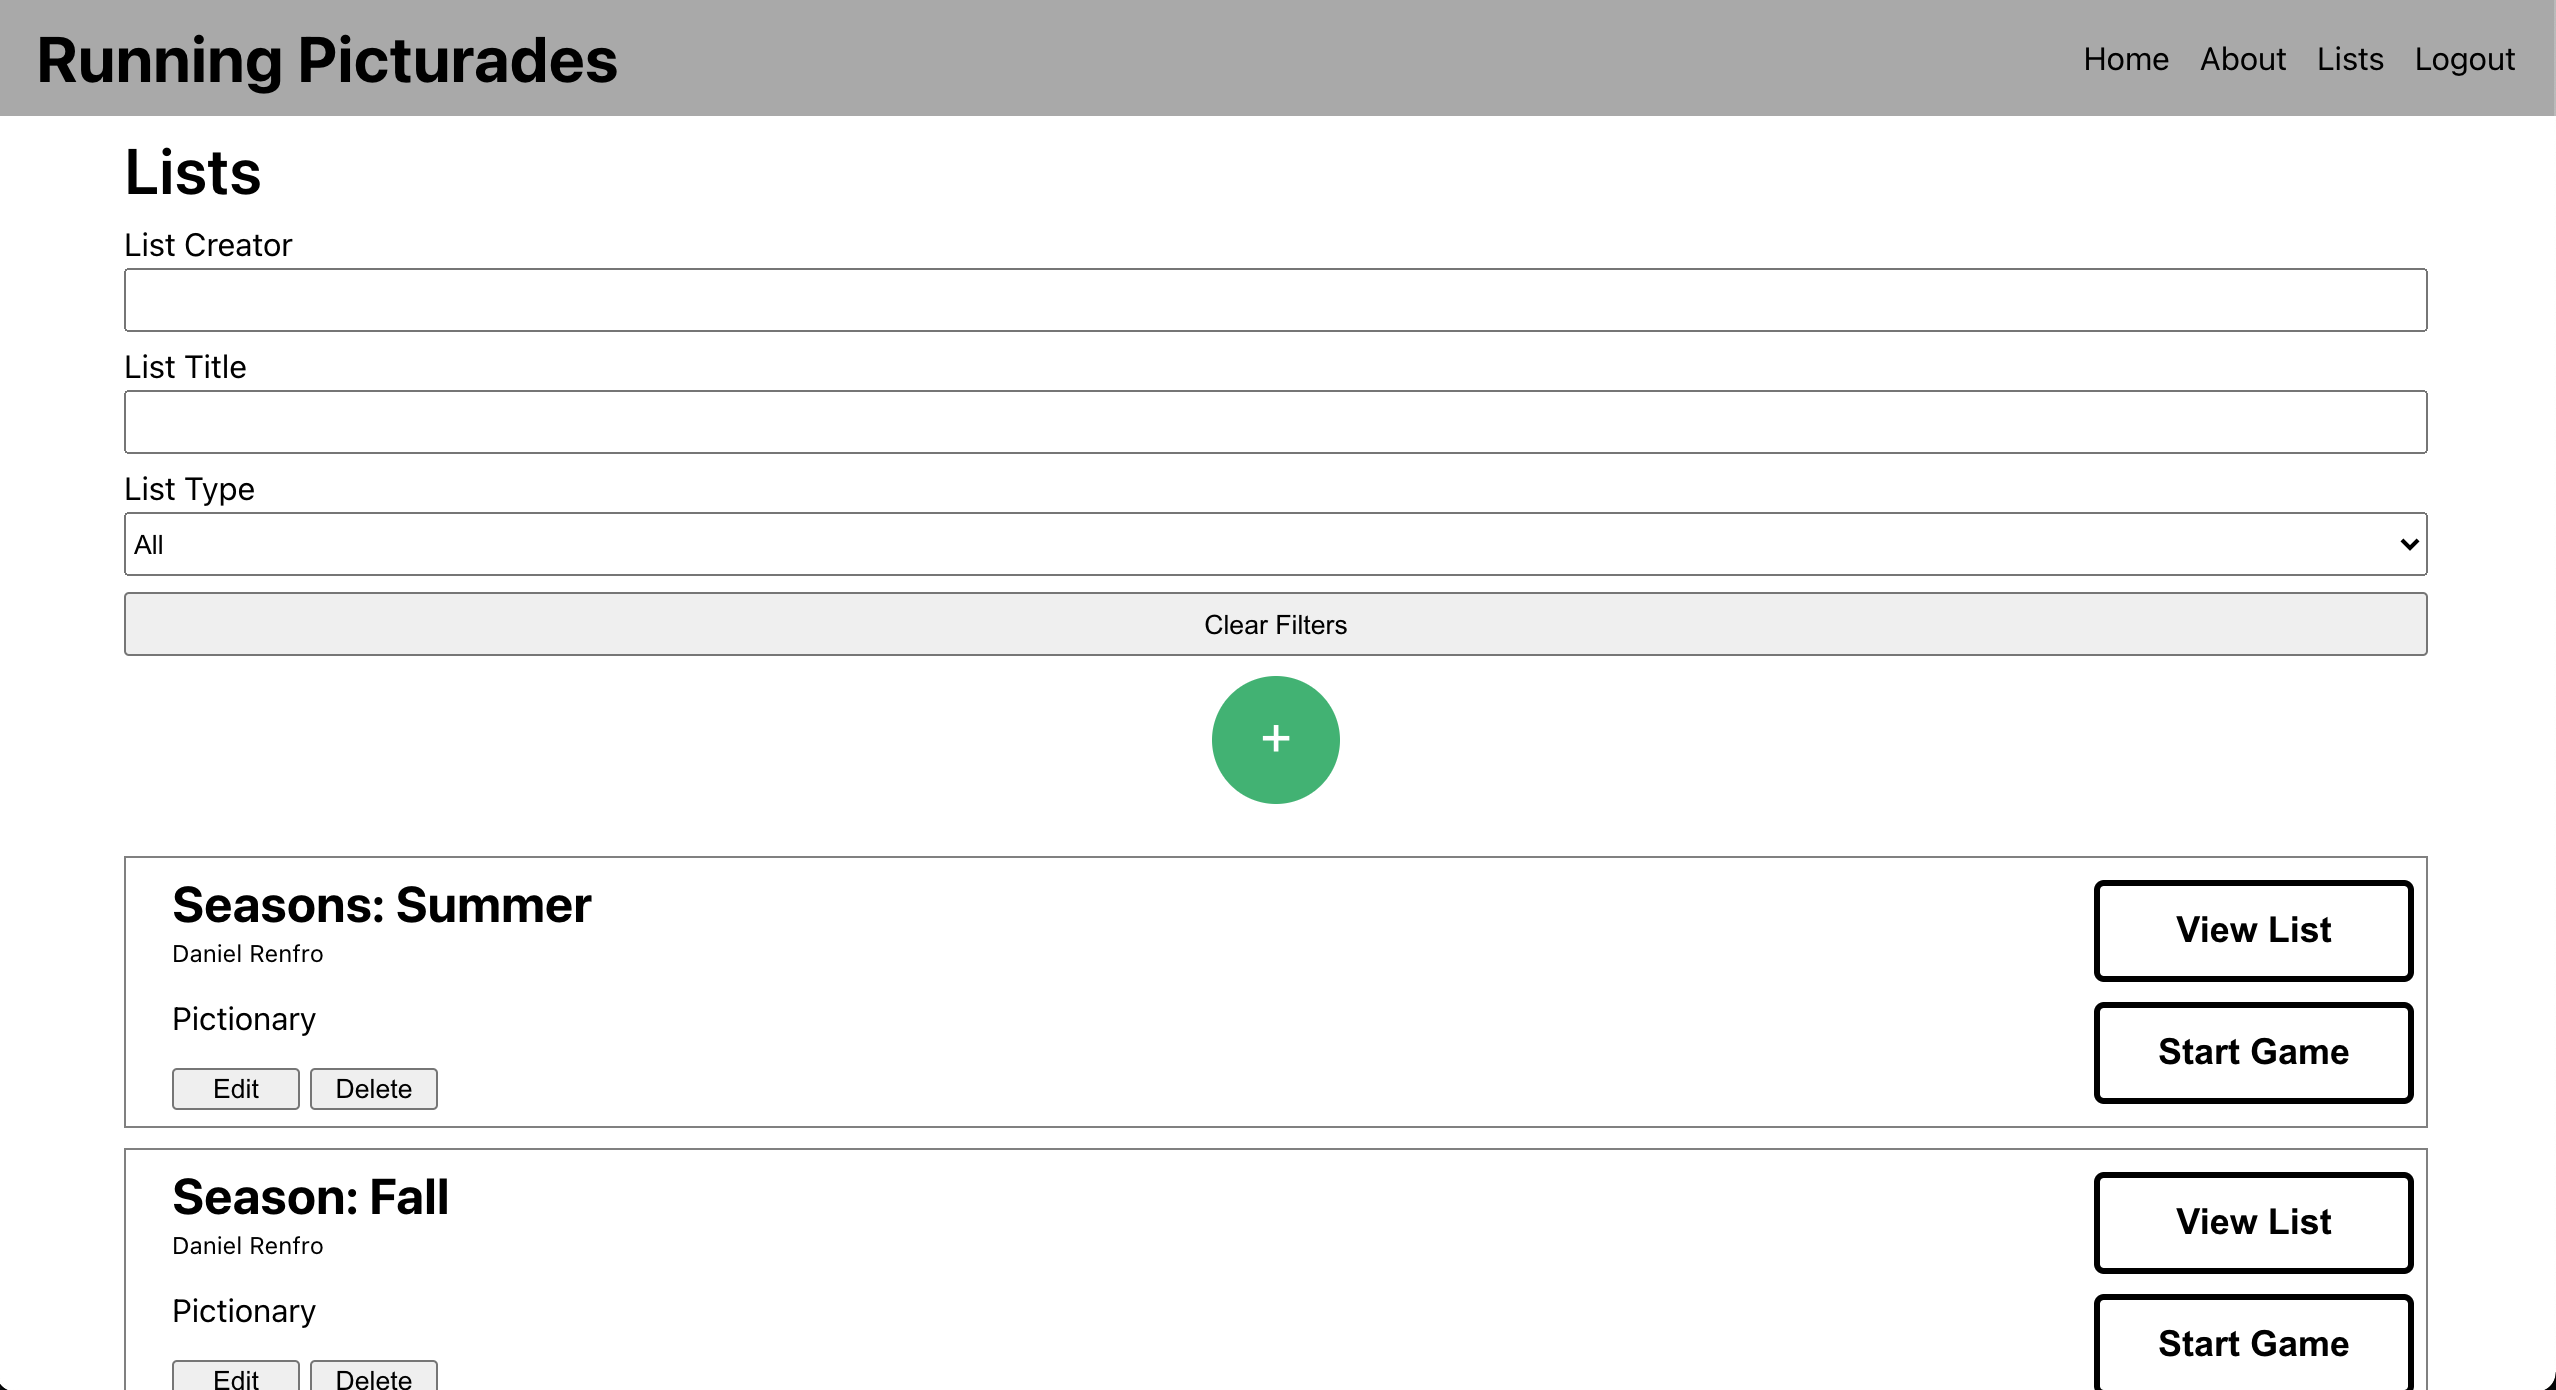 Running Picturades
Home About Lists Logout
Lists
List Creator
List Title
List Type
All
Clear Filters
+
Seasons: Summer
Daniel Renfro
Pictionary
Edit Delete
View List
Start Game
Season: Fall
Daniel Renfro
Pictionary
Edit Delete
View List
Start Game